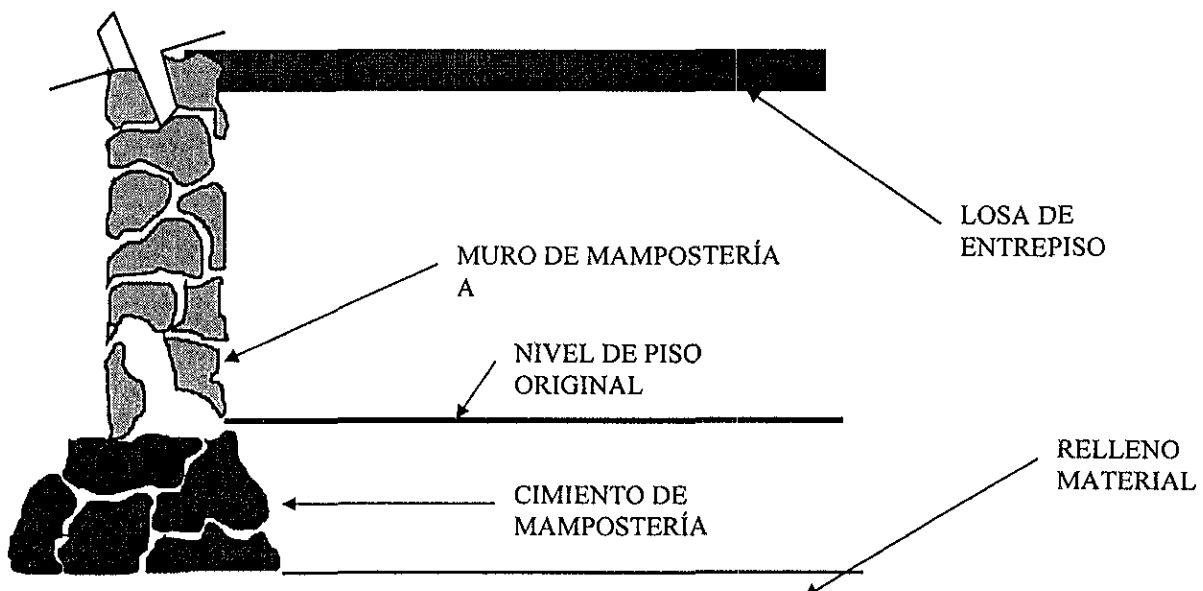 LOSA DE
ENTREPISO
MURO DE MAMPOSTERÍA
A
NIVEL DE PISO
ORIGINAL
RELLENO
MATERIAL
CIMIENTO DE
MAMPOSTERÍA